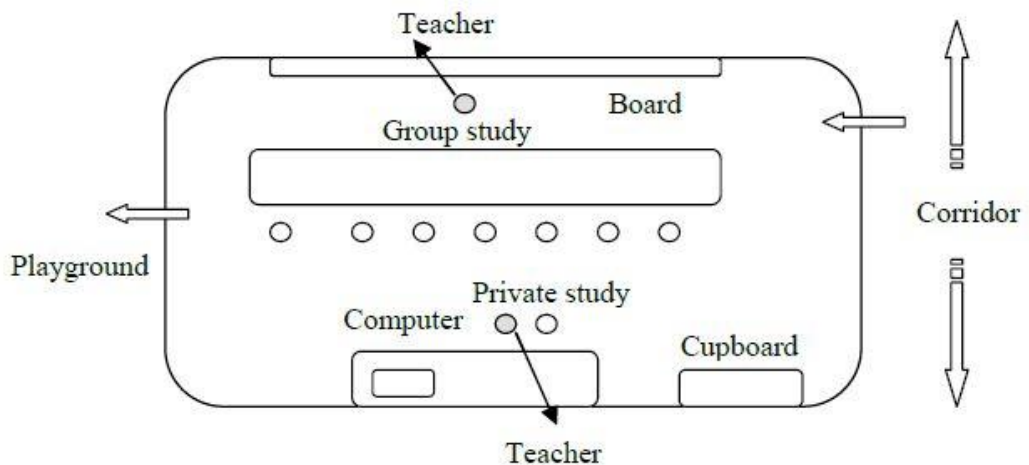 Teacher
Board
Group study
Corridor
Playground
Private study
Computer
Cupboard
Teacher